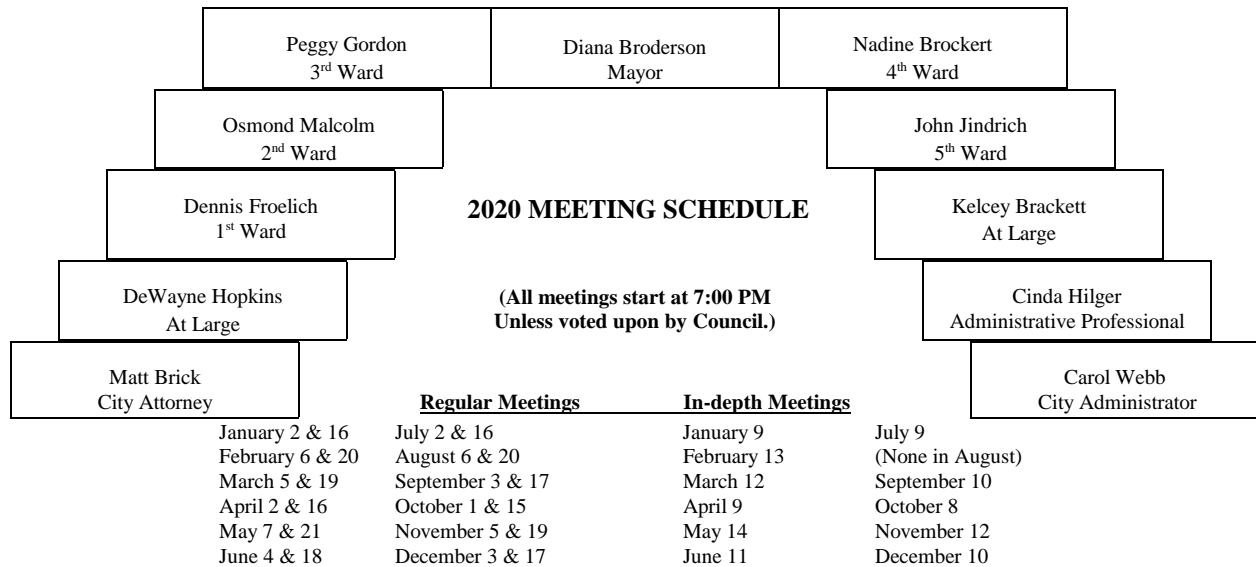 Peggy Gordon
3rd Ward
Diana Broderson
Mayor
Nadine Brockert
4th Ward
Osmond Malcolm
2nd Ward
John Jindrich
5th Ward
Dennis Froelich
1st Ward
2020 MEETING SCHEDULE
Kelcey Brackett
At Large
DeWayne Hopkins
At Large
(All meetings start at 7:00 PM
Unless voted upon by Council.)
Cinda Hilger
Administrative Professional
Matt Brick
City Attorney
Carol Webb
City Administrator
Regular Meetings In-depth Meetings
January 2 & 16 July 2 & 16 January 9 July 9
February 6 & 20 August 6 & 20 February 13 (None in August)
March 5 & 19 September 3 & 17 March 12 September 10
April 2 & 16 October 1 & 15 April 9 October 8
May 7 & 21 November 5 & 19 May 14 November 12
June 4 & 18 December 3 & 17 June 11 December 10